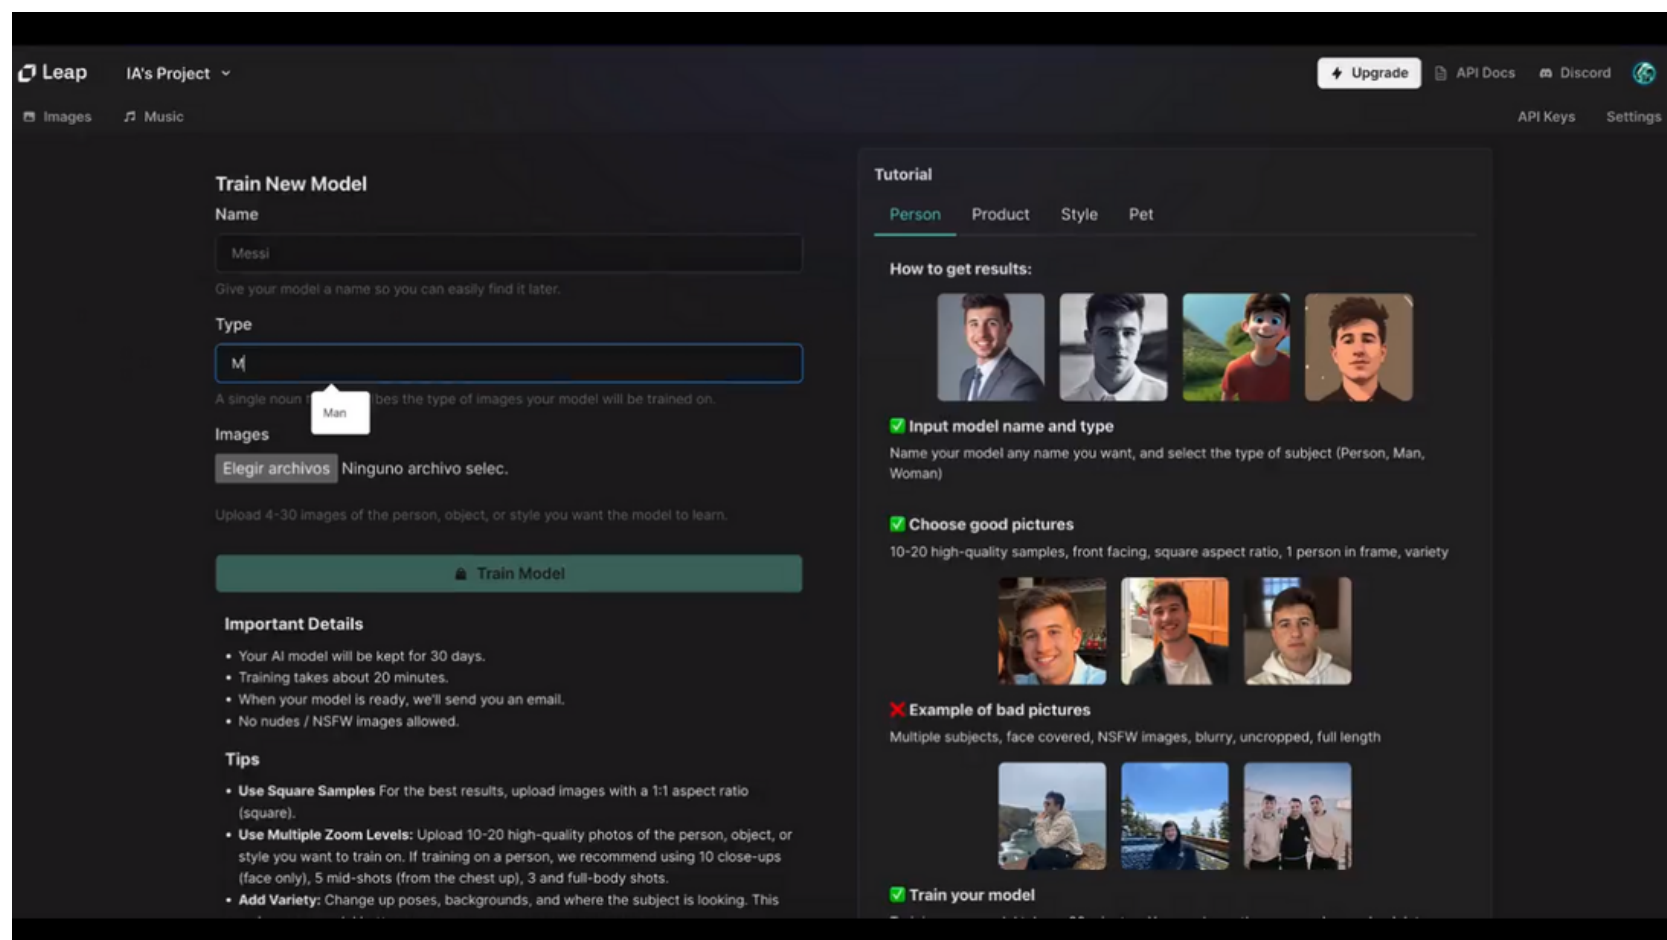 Leap
IA's Project
Upgrade
API Docs
Discord
Images
Music
API Keys
Settings
Train New Model
Name
Messi
Give your model a name so you can easily find it later.
Type
M
A single noun bes the type of images your model will be trained on.
Man
Images
Elegir archivos Ninguno archivo selec.
Upload 4-30 images of the person, object, or style you want the model to learn.
Train Model
Important Details
• Your AI model will be kept for 30 days.
• Training takes about 20 minutes.
• When your model is ready, we'll send you an email.
• No nudes / NSFW images allowed.
Tips
• Use Square Samples For the best results, upload images with a 1:1 aspect ratio
(square).
• Use Multiple Zoom Levels: Upload 10-20 high-quality photos of the person, object, or
style you want to train on. If training on a person, we recommend using 10 close-ups
(face only), 5 mid-shots (from the chest up), 3 and full-body shots.
• Add Variety: Change up poses, backgrounds, and where the subject is looking. This
Tutorial
Person Product Style Pet
How to get results:
✅ Input model name and type
Name your model any name you want, and select the type of subject (Person, Man,
Woman)
✅ Choose good pictures
10-20 high-quality samples, front facing, square aspect ratio, 1 person in frame, variety
❌ Example of bad pictures
Multiple subjects, face covered, NSFW images, blurry, uncropped, full length
✅ Train your model